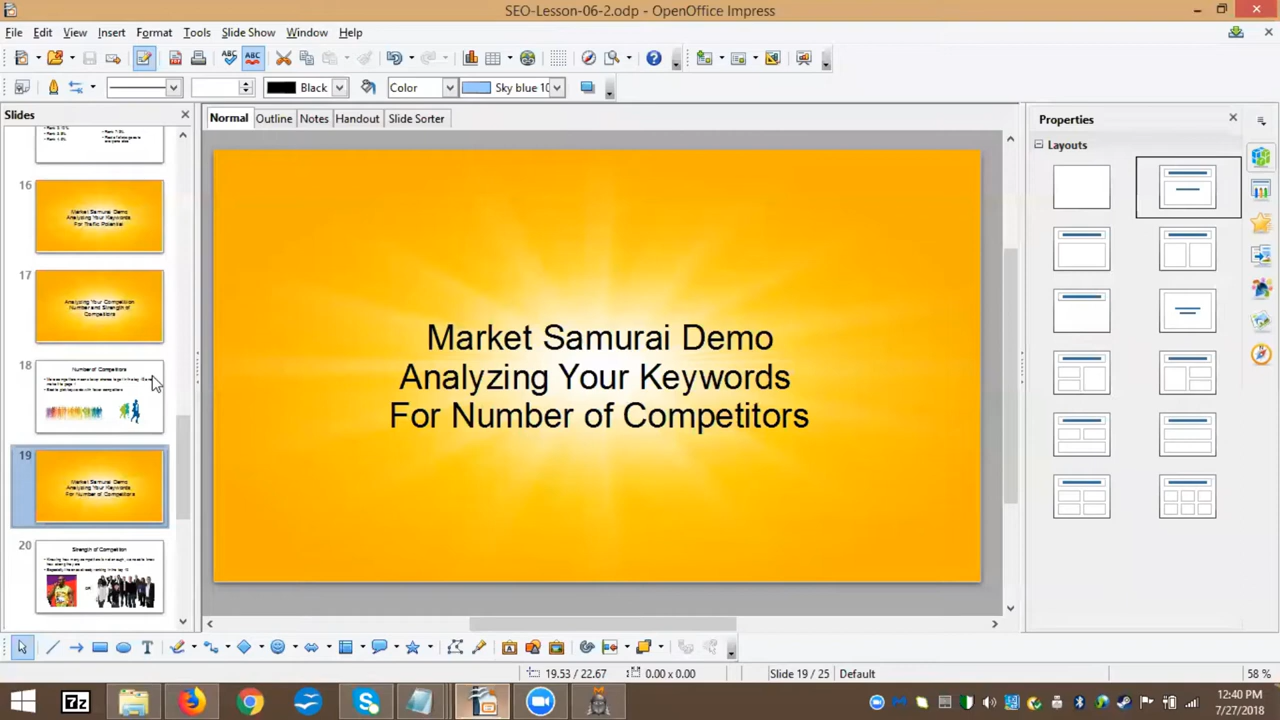 SEO-Lesson-06-2.odp - OpenOffice Impress
File Edit View Insert Format Tools Slide Show Window Help
Black Color Sky blue 10
Slides
Normal Outline Notes Handout Slide Sorter
Properties
Layouts
16
Market Samurai Demo
Analyzing Your Keywords
For Traffic Potential
17
Analyzing Your Competition
Number and Strength of
Competitors
18
Number of Competitors
19
Market Samurai Demo
Analyzing Your Keywords
For Number of Competitors
20
Strength of Competition
Market Samurai Demo
Analyzing Your Keywords
For Number of Competitors
19.53 / 22.67 0.00 x 0.00 Slide 19 / 25 Default 58 %
7z
12:40 PM
7/27/2018